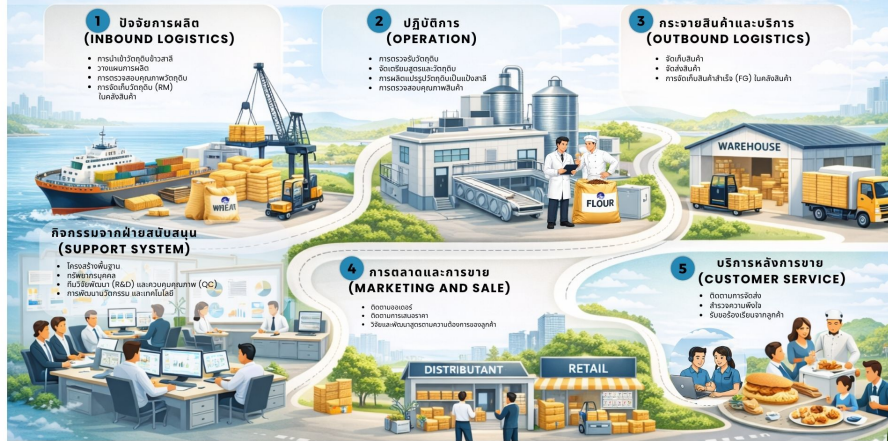 1 ปัจจัยการผลิต
(INBOUND LOGISTICS)
• การนำเข้าวัตถุดิบข้าวสาลี
• วางแผนการผลิต
• การตรวจสอบคุณภาพวัตถุดิบ
• การจัดเก็บวัตถุดิบ (RM)
ในคลังสินค้า
WHEAT
2 ปฏิบัติการ
(OPERATION)
• การตรวจรับวัตถุดิบ
• จัดเตรียมสูตรและวัตถุดิบ
• การผลิตแปรรูปวัตถุดิบเป็นแป้งสาลี
• การตรวจสอบคุณภาพสินค้า
FLOUR
3 กระจายสินค้าและบริการ
(OUTBOUND LOGISTICS)
• จัดเก็บสินค้า
• จัดส่งสินค้า
• การจัดเก็บสินค้าสำเร็จ (FG) ในคลังสินค้า
WAREHOUSE
กิจกรรมจากฝ่ายสนับสนุน
(SUPPORT SYSTEM)
• โครงสร้างพื้นฐาน
• ทรัพยากรบุคคล
• ทีมวิจัยพัฒนา (R&D) และควบคุมคุณภาพ (QC)
• การพัฒนานวัตกรรม และเทคโนโลยี
4 การตลาดและการขาย
(MARKETING AND SALE)
• ติดตามออเดอร์
• ติดตามการเสนอราคา
• วิจัยและพัฒนาสูตรตามความต้องการของลูกค้า
DISTRIBUTANT
RETAIL
5 บริการหลังการขาย
(CUSTOMER SERVICE)
• ติดตามการจัดส่ง
• สำรวจความพึงใจ
• รับขอร้องเรียนจากลูกค้า